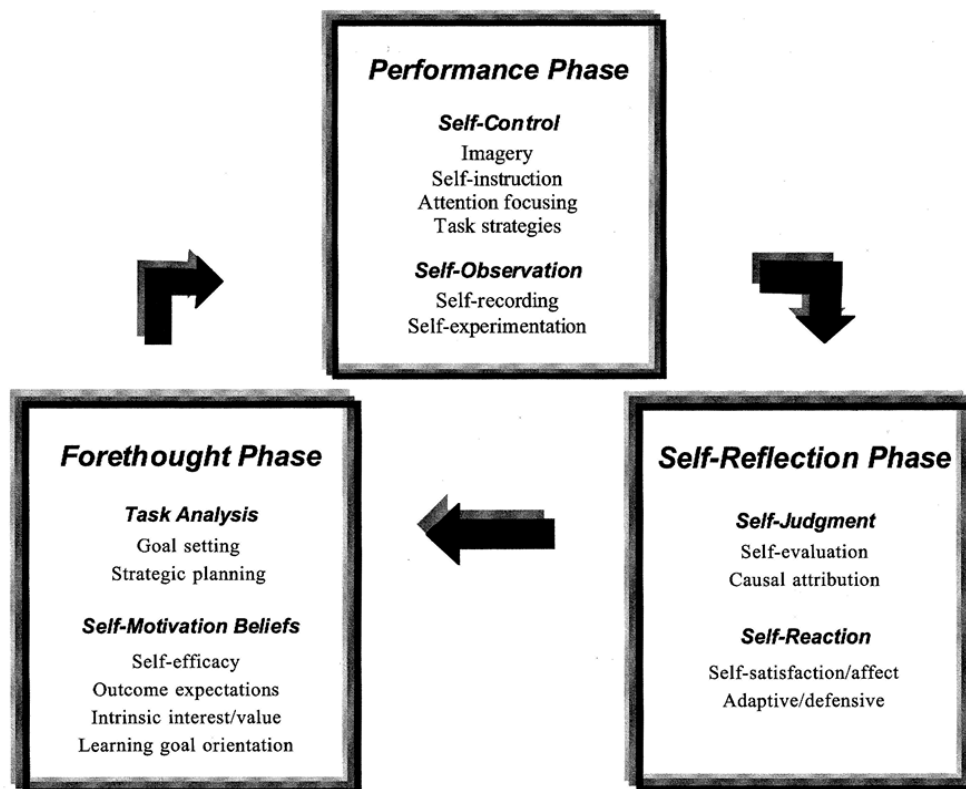 Performance Phase
Self-Control
Imagery
Self-instruction
Attention focusing
Task strategies
Self-Observation
Self-recording
Self-experimentation
Forethought Phase
Task Analysis
Goal setting
Strategic planning
Self-Motivation Beliefs
Self-efficacy
Outcome expectations
Intrinsic interest/value
Learning goal orientation
Self-Reflection Phase
Self-Judgment
Self-evaluation
Causal attribution
Self-Reaction
Self-satisfaction/affect
Adaptive/defensive